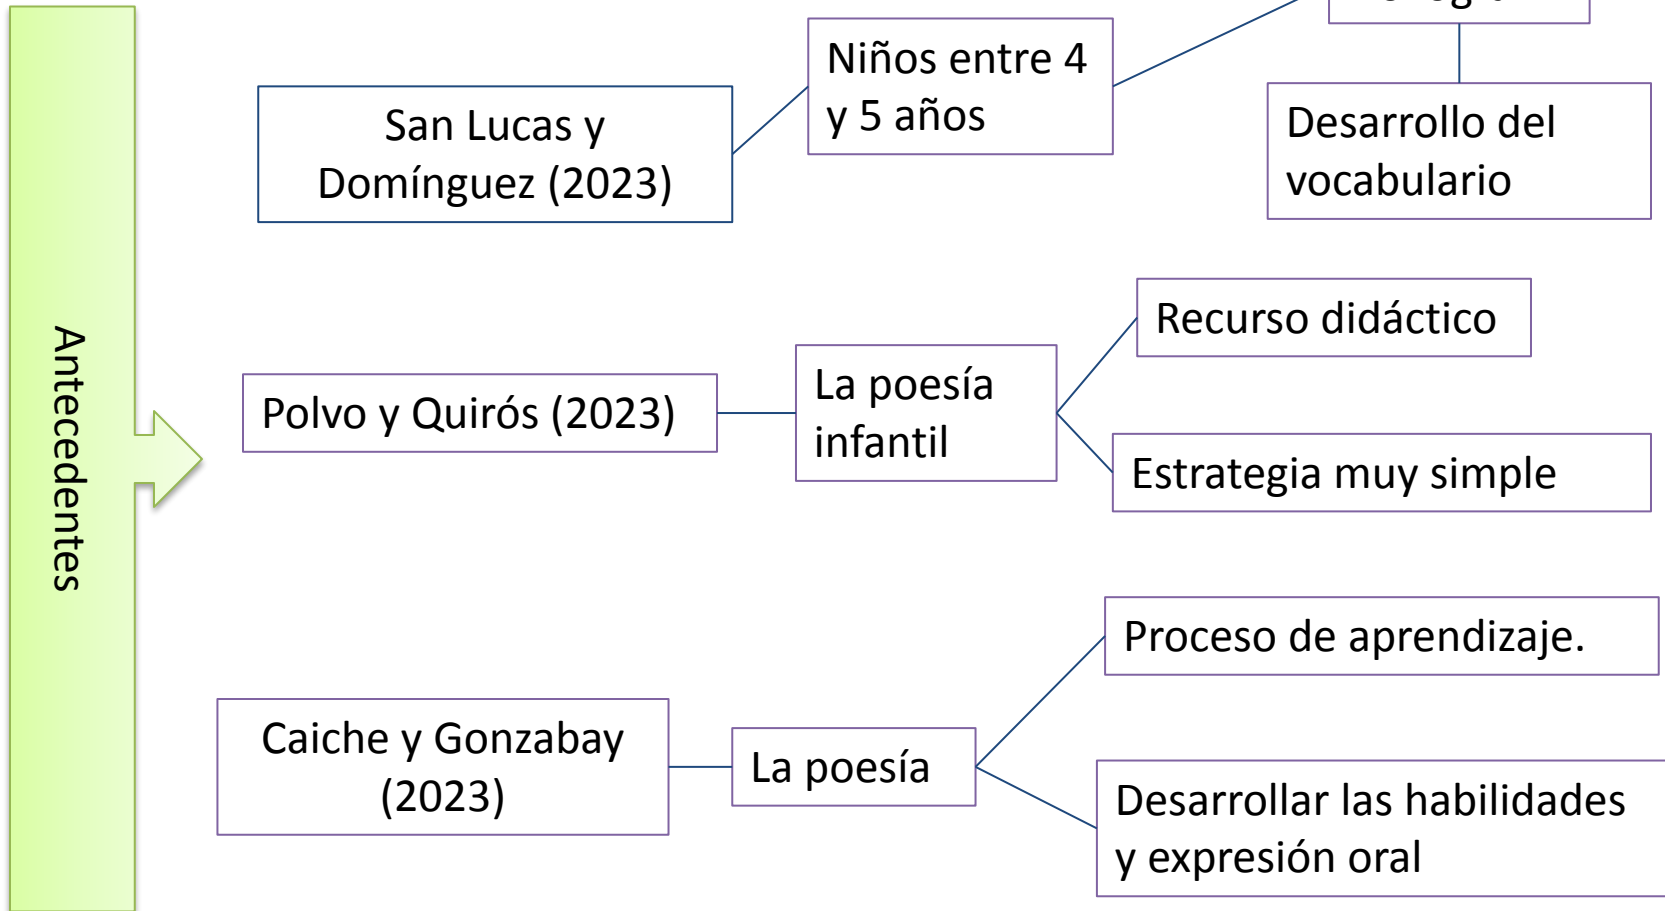 Antecedentes
San Lucas y
Domínguez (2023)
Niños entre 4
y 5 años
Desarrollo del
vocabulario
Polvo y Quirós (2023)
La poesía
infantil
Recurso didáctico
Estrategia muy simple
Caiche y Gonzabay
(2023)
La poesía
Proceso de aprendizaje.
Desarrollar las habilidades
y expresión oral